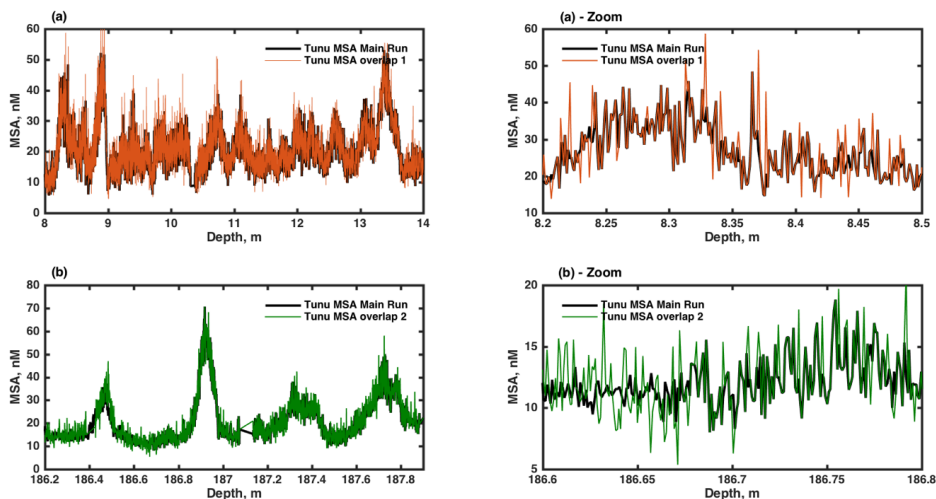 (a)
MSA, nM
60
50
40
30
20
10
0
Tunu MSA Main Run
Tunu MSA overlap 1
8 9 10 11 12 13 14
Depth, m
(a) - Zoom
MSA, nM
60
50
40
30
20
10
Tunu MSA Main Run
Tunu MSA overlap 1
8.2 8.25 8.3 8.35 8.4 8.45 8.5
Depth, m
(b)
MSA, nM
80
70
60
50
40
30
20
10
0
Tunu MSA Main Run
Tunu MSA overlap 2
186.2 186.4 186.6 186.8 187 187.2 187.4 187.6 187.8
Depth, m
(b) - Zoom
MSA, nM
20
15
10
5
Tunu MSA Main Run
Tunu MSA overlap 2
186.6 186.65 186.7 186.75 186.8
Depth, m